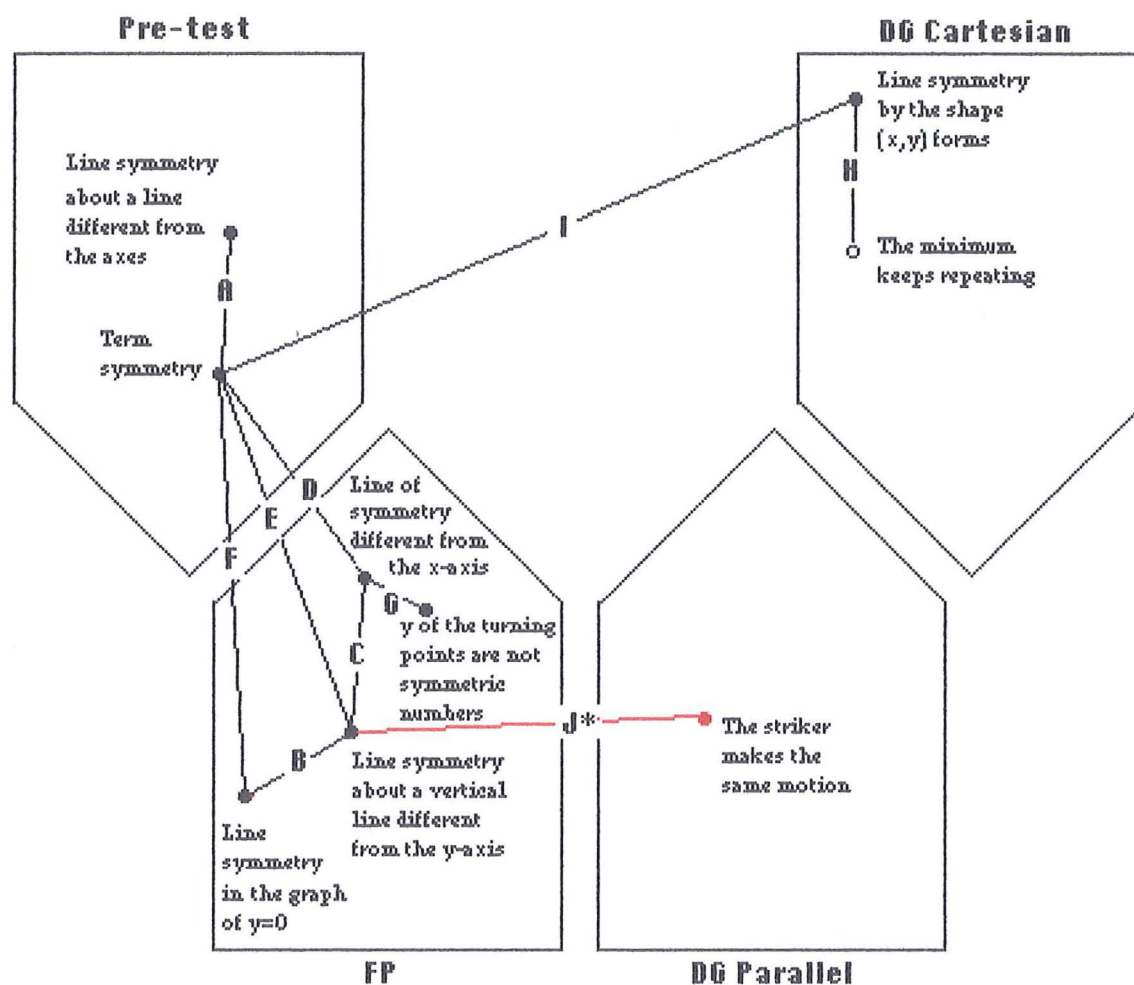 Pre-test
DG Cartesian
Line symmetry
by the shape
(x,y) forms
H
The minimum
keeps repeating
Line symmetry
about a line
different from
the axes
A
I
Term
symmetry
D
E
F
Line of
symmetry
different from
the x-axis
G
y of the turning
points are not
symmetric
numbers
C
B
J*
The striker
makes the
same motion
Line symmetry
about a vertical
line different
from the y-axis
Line
symmetry
in the graph
of y=0
FP
DG Parallel